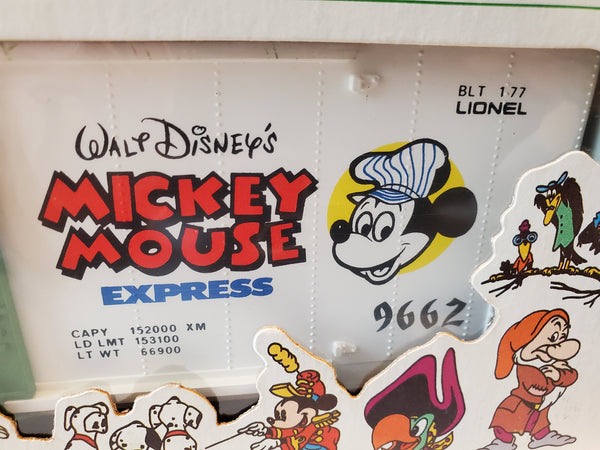 BLT 1 77
LIONEL
WALT DISNEY'S
MICKEY
MOUSE
EXPRESS
9662
CAPY 152000 XM
LD LMT 153100
LT WT 66900